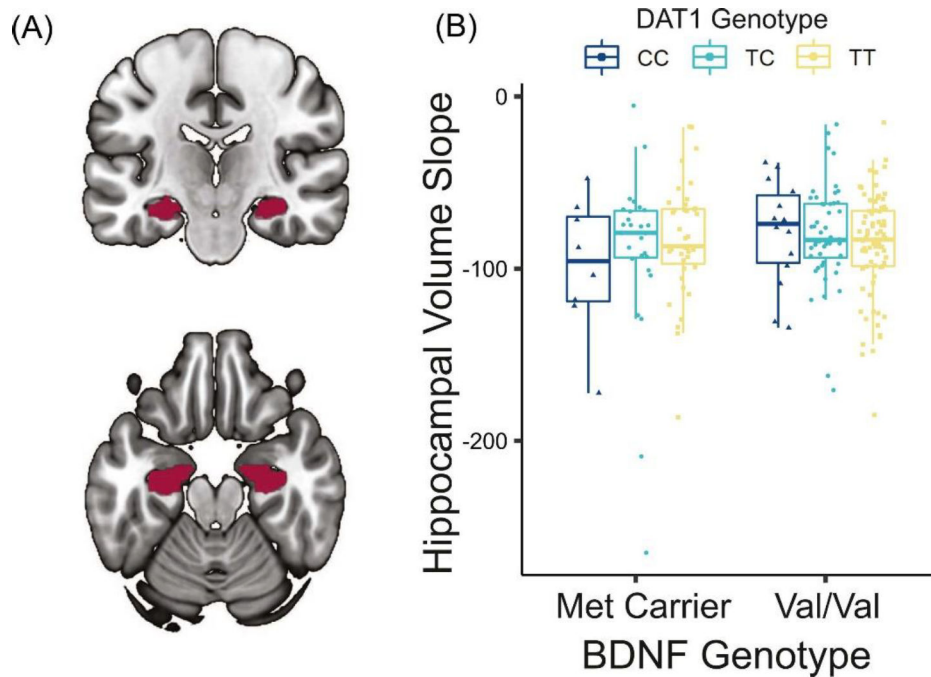 (A)
(B)
DAT1 Genotype
CC TC TT
Hippocampal Volume Slope
0
-100
-200
Met Carrier Val/Val
BDNF Genotype